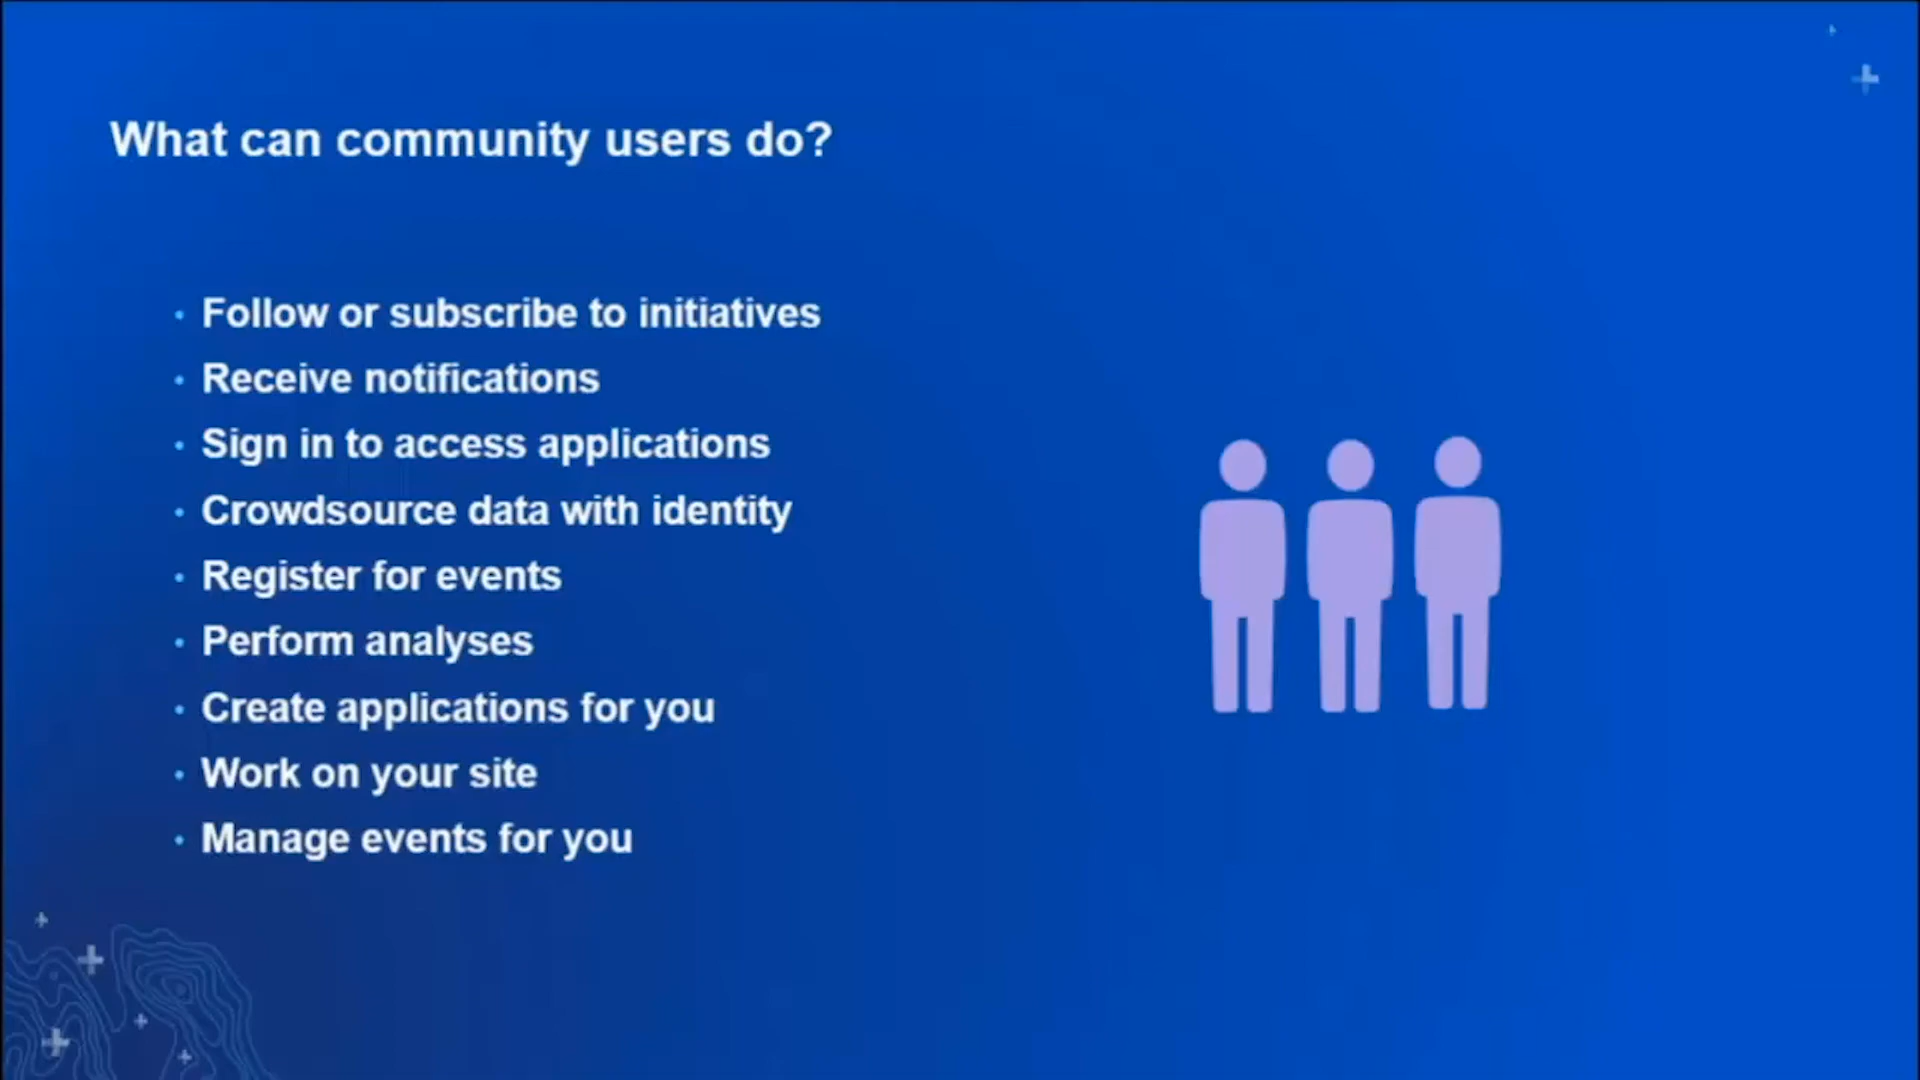 What can community users do?
• Follow or subscribe to initiatives
• Receive notifications
• Sign in to access applications
• Crowdsource data with identity
• Register for events
• Perform analyses
• Create applications for you
• Work on your site
• Manage events for you